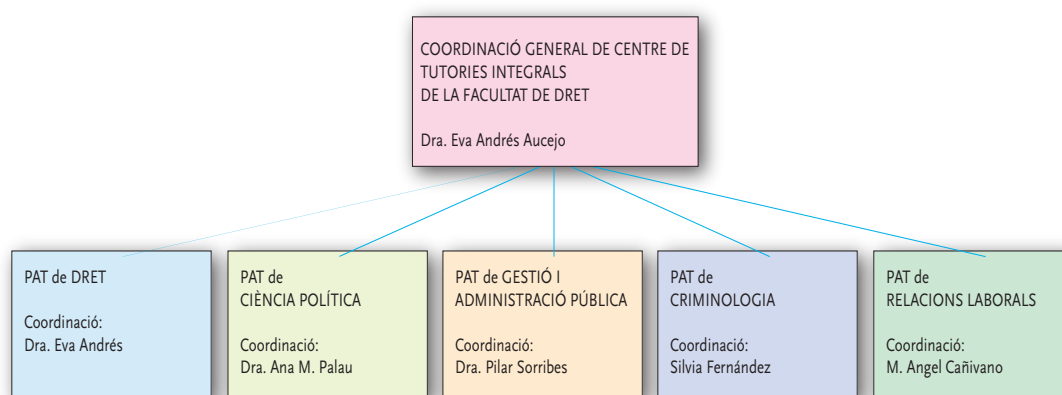 COORDINACIÓ GENERAL DE CENTRE DE
TUTORIES INTEGRALS
DE LA FACULTAT DE DRET
Dra. Eva Andrés Aucejo
PAT de DRET
Coordinació:
Dra. Eva Andrés
PAT de
CIÈNCIA POLÍTICA
Coordinació:
Dra. Ana M. Palau
PAT de GESTIÓ I
ADMINISTRACIÓ PÚBLICA
Coordinació:
Dra. Pilar Sorribes
PAT de
CRIMINOLOGIA
Coordinació:
Silvia Fernández
PAT de
RELACIONS LABORALS
Coordinació:
M. Angel Cañivano